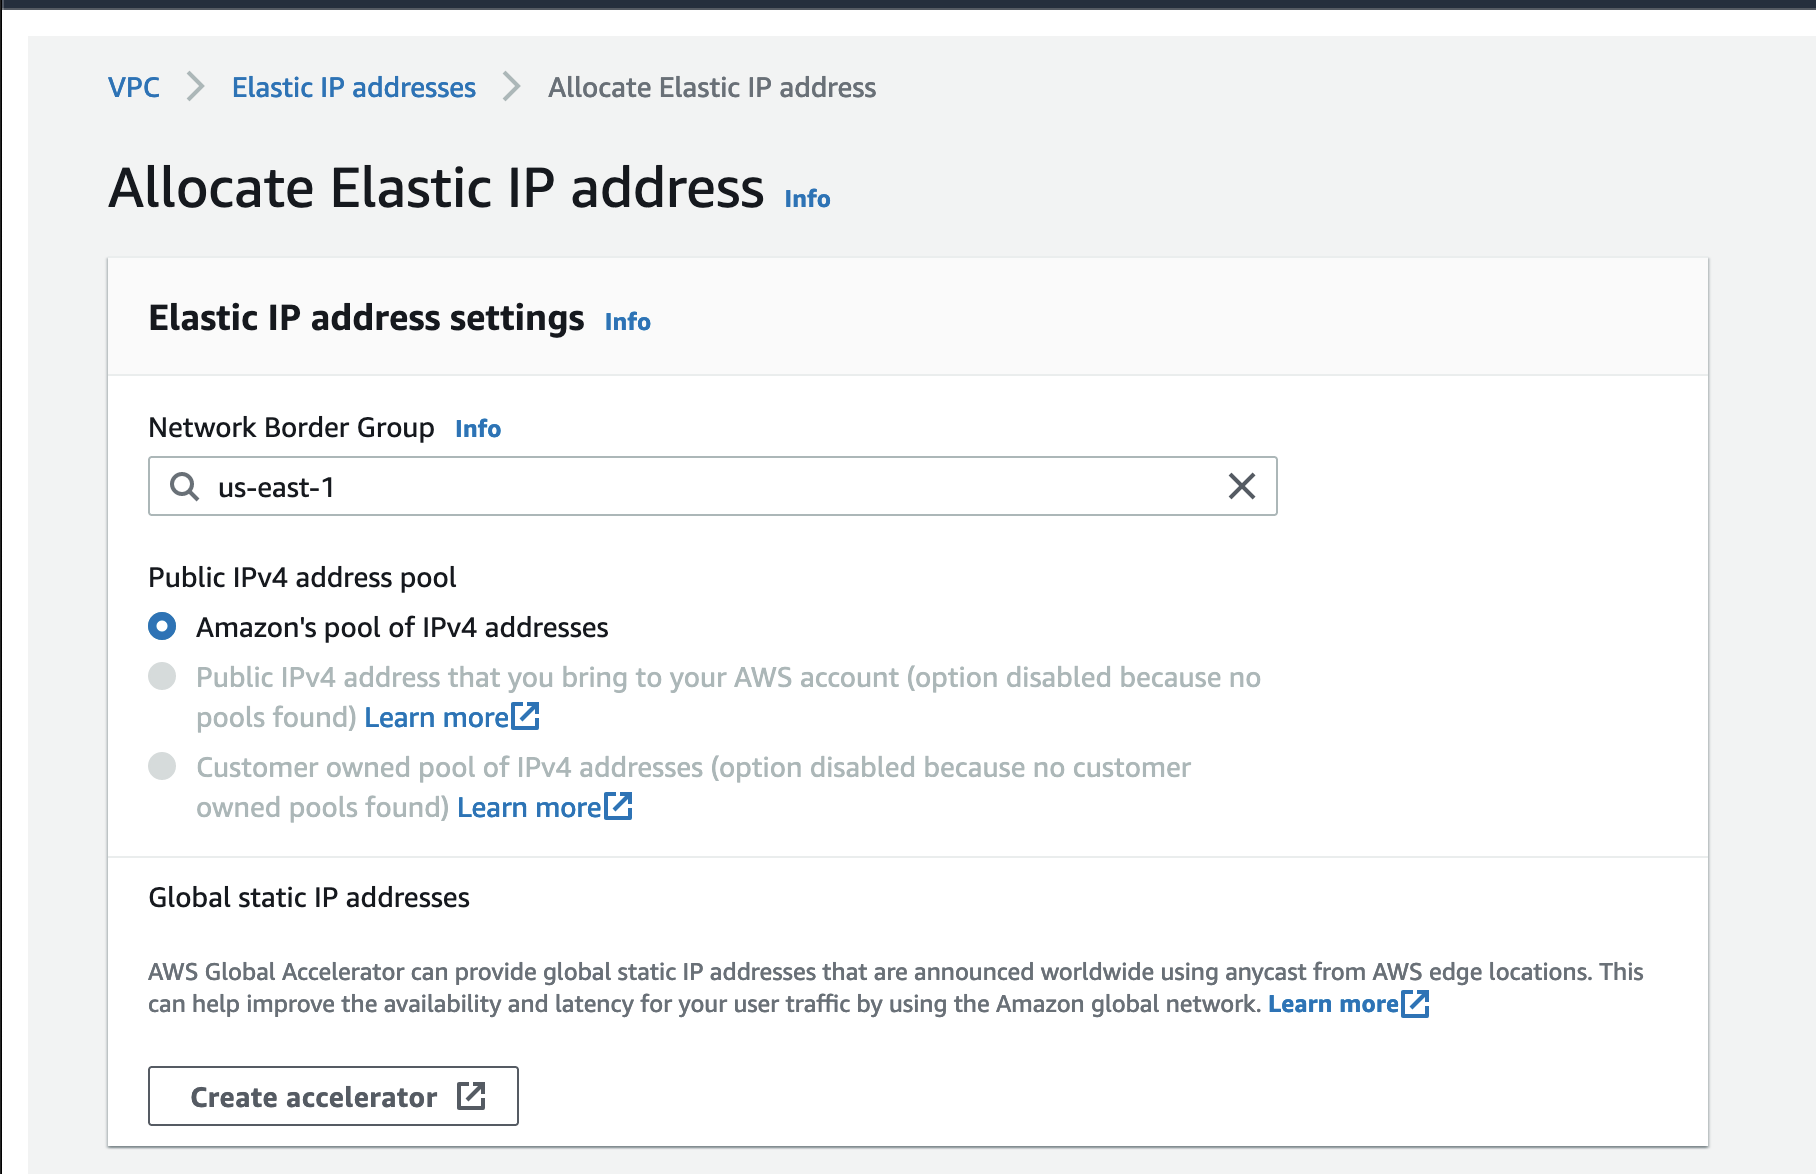 VPC > Elastic IP addresses > Allocate Elastic IP address
Allocate Elastic IP address Info
Elastic IP address settings Info
Network Border Group Info
us-east-1
Public IPv4 address pool
Amazon's pool of IPv4 addresses
Public IPv4 address that you bring to your AWS account (option disabled because no
pools found) Learn more
Customer owned pool of IPv4 addresses (option disabled because no customer
owned pools found) Learn more
Global static IP addresses
AWS Global Accelerator can provide global static IP addresses that are announced worldwide using anycast from AWS edge locations. This
can help improve the availability and latency for your user traffic by using the Amazon global network. Learn more
Create accelerator